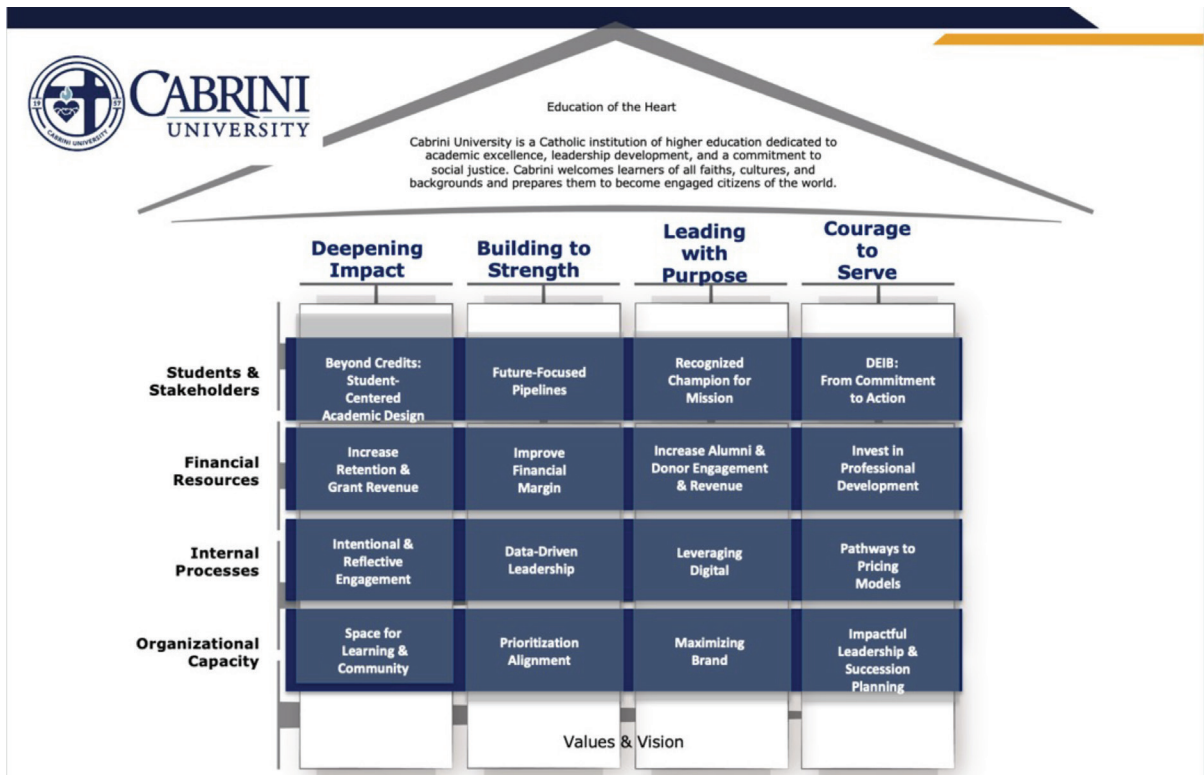 19 57
CABRINI UNIVERSITY
CABRINI
UNIVERSITY
Education of the Heart
Cabrini University is a Catholic institution of higher education dedicated to
academic excellence, leadership development, and a commitment to
social justice. Cabrini welcomes learners of all faiths, cultures, and
backgrounds and prepares them to become engaged citizens of the world.
Deepening
Impact
Building to
Strength
Leading
with
Purpose
Courage
to
Serve
Students &
Stakeholders
Beyond Credits:
Student-
Centered
Academic Design
Future-Focused
Pipelines
Recognized
Champion for
Mission
DEIB:
From Commitment
to Action
Financial
Resources
Increase
Retention &
Grant Revenue
Improve
Financial
Margin
Increase Alumni &
Donor Engagement
& Revenue
Invest in
Professional
Development
Internal
Processes
Intentional &
Reflective
Engagement
Data-Driven
Leadership
Leveraging
Digital
Pathways to
Pricing
Models
Organizational
Capacity
Space for
Learning &
Community
Prioritization
Alignment
Maximizing
Brand
Impactful
Leadership &
Succession
Planning
Values & Vision